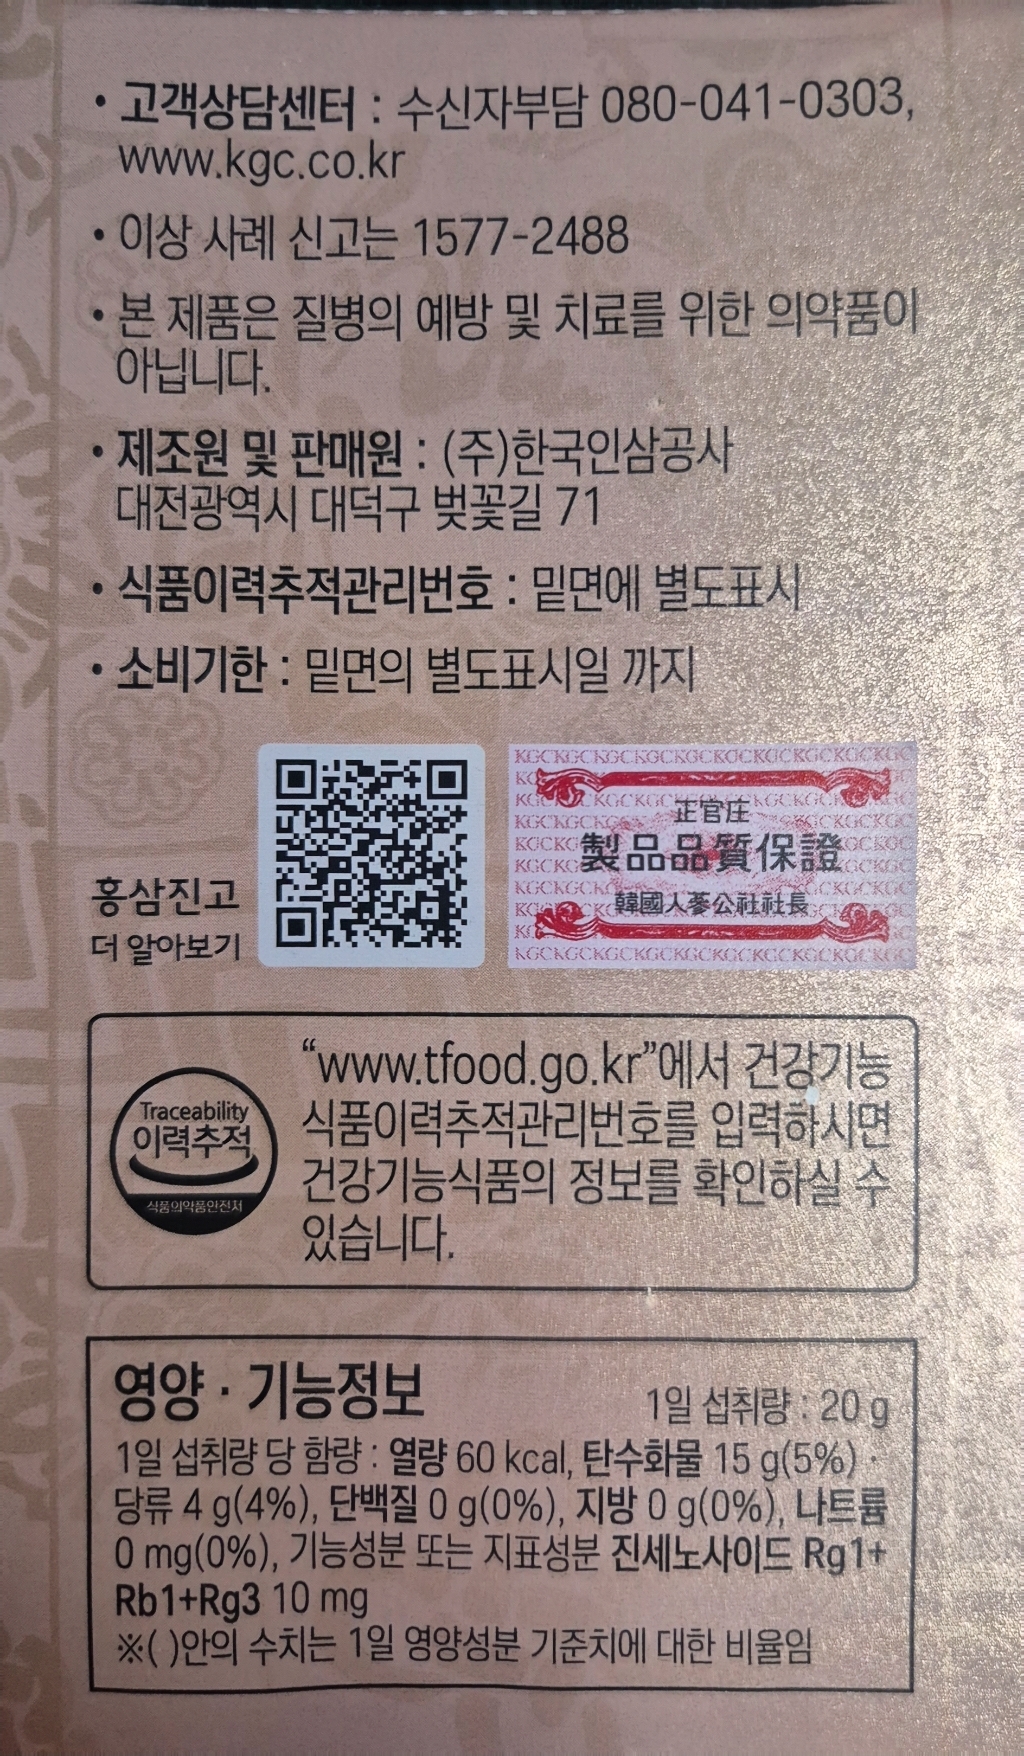 • 고객상담센터 : 수신자부담 080-041-0303,
www.kgc.co.kr
• 이상 사례 신고는 1577-2488
• 본 제품은 질병의 예방 및 치료를 위한 의약품이
아닙니다.
• 제조원 및 판매원 : (주)한국인삼공사
대전광역시 대덕구 벚꽃길 71
• 식품이력추적관리번호 : 밑면에 별도표시
• 소비기한 : 밑면의 별도표시일 까지
홍삼진고
더 알아보기
正官庄
製品品質保證
韓國人蔘公社社長
Traceability
이력추적
식품의약품안전처
“www.tfood.go.kr”에서 건강기능
식품이력추적관리번호를 입력하시면
건강기능식품의 정보를 확인하실 수
있습니다.
영양 · 기능정보
1일 섭취량 : 20 g
1일 섭취량 당 함량 : 열량 60 kcal, 탄수화물 15 g(5%) ·
당류 4 g(4%), 단백질 0 g(0%), 지방 0 g(0%), 나트륨
0 mg(0%), 기능성분 또는 지표성분 진세노사이드 Rg1+
Rb1+Rg3 10 mg
※( )안의 수치는 1일 영양성분 기준치에 대한 비율임